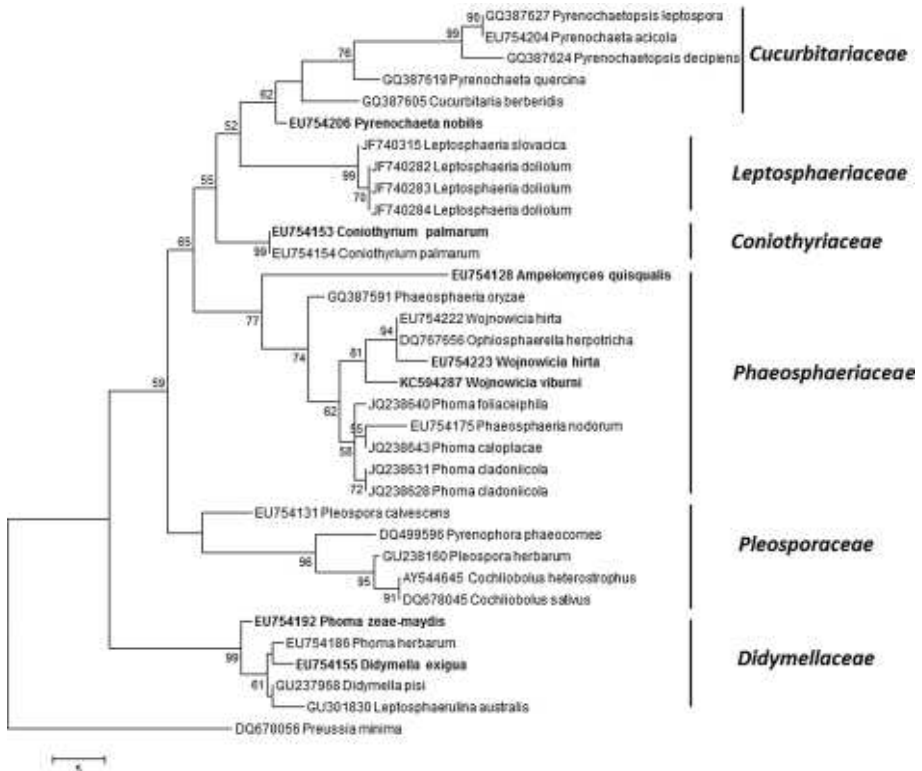 90
GQ387627 Pyrenochaetopsis leptospora
EU754204 Pyrenochaeta acicola
99
GQ387624 Pyrenochaetopsis decipiens
76
GQ387619 Pyrenochaeta quercina
62
GQ387605 Cucurbitaria berberidis
EU754206 Pyrenochaeta nobilis
Cucurbitariaceae
52
JF740315 Leptosphaeria slovacica
JF740282 Leptosphaeria doliolum
99
JF740283 Leptosphaeria doliolum
70
JF740284 Leptosphaeria doliolum
Leptosphaeriaceae
55
EU754153 Coniothyrium palmarum
99
EU754154 Coniothyrium palmarum
Coniothyriaceae
65
EU754128 Ampelomyces quisqualis
77
GQ387591 Phaeosphaeria oryzae
74
EU754222 Wojnowicia hirta
94
DQ767656 Ophiosphaerella herpotricha
81
EU754223 Wojnowicia hirta
KC594287 Wojnowicia viburni
62
JQ238640 Phoma foliaceiphila
55
EU754175 Phaeosphaeria nodorum
58
JQ238643 Phoma caloplacae
JQ238631 Phoma cladoniicola
72
JQ238628 Phoma cladoniicola
Phaeosphaeriaceae
59
EU754131 Pleospora calvescens
DQ499596 Pyrenophora phaeocomes
96
GU238160 Pleospora herbarum
95
AY544645 Cochliobolus heterostrophus
91
DQ678045 Cochliobolus sativus
Pleosporaceae
EU754192 Phoma zeae-maydis
99
EU754186 Phoma herbarum
EU754155 Didymella exigua
61
GU237968 Didymella pisi
GU301830 Leptosphaerulina australis
Didymellaceae
DQ678056 Preussia minima
5